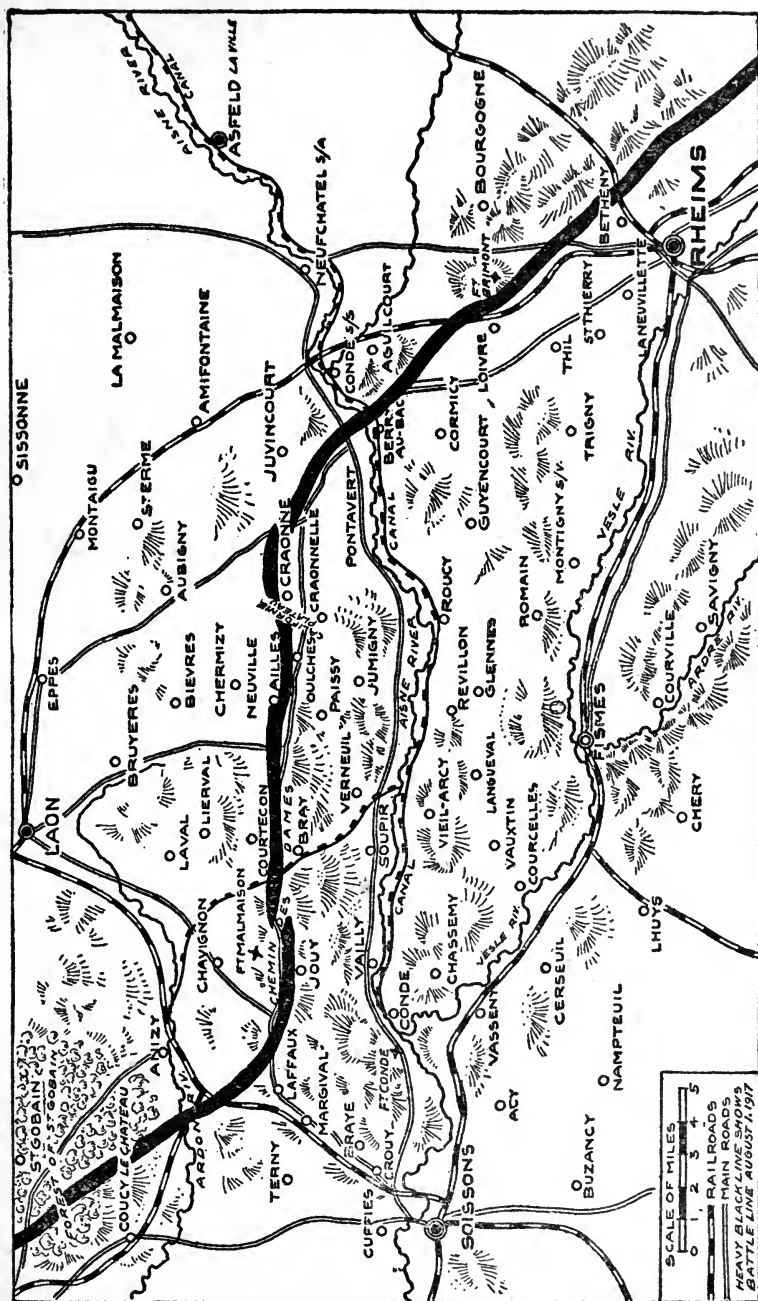 ST GOBAIN
FOREST OF ST GOBAIN
LAON
EPPES
SISSONNE
MONTAIGU
COUCY LE CHATEAU
BRUYERES
STERME
LA MALMAISON
ANIZY
AUBIGNY
AMIFONTAINE
AISNE RIVER
CANAL
ASFELD LA VILLE
ARDON RIV.
LAVAL
LIERVAL
BIEVRES
CHAVIGNON
CHERMIZY
FT MALMAISON
COURTECON
NEUVILLE
AILLES
JUVINCOURT
CHEMIN DES DAMES
CRAONNE
PLATEAU
NEUFCHATEL S/A
TERNY
LAFFAUX
JOUY
BRAY
OULCHES
CRAONNELLE
MARGIVAL
PAISSY
CONDE S/S
VERNEUIL
JUMIGNY
PONTAVERT
BRAYE
VAILLY
SOUPIR
AGUILCOURT
CUFFIES
CROUY
FT CONDE
CONDE
CANAL
AISNE RIVER
CANAL
BERRY-AU-BAC
CHASSEMY
VIEIL-ARCY
REVILLON
ROUCY
CORMICY
SOISSONS
LANGUEVAL
GLENNES
GUYENCOURT
LOIVRE
FT BRIMONT
BOURGOGNE
VASSENY
VAUXTIN
ACY
VESLE RIV.
COURCELLES
ROMAIN
CERSEUIL
MONTIGNY S/V.
TRIGNY
THIL
ST THIERRY
BUZANCY
NAMPTEUIL
FISMES
VESLE RIV.
LANEUVILLETTE
BETHENY
LHUYS
COURVILLE
RHEIMS
CHERY
ARDRE RIV.
SAVIGNY
SCALE OF MILES
0 1 2 3 4 5
RAILROADS
MAIN ROADS
HEAVY BLACK LINE SHOWS
BATTLE LINE AUGUST 1, 1917